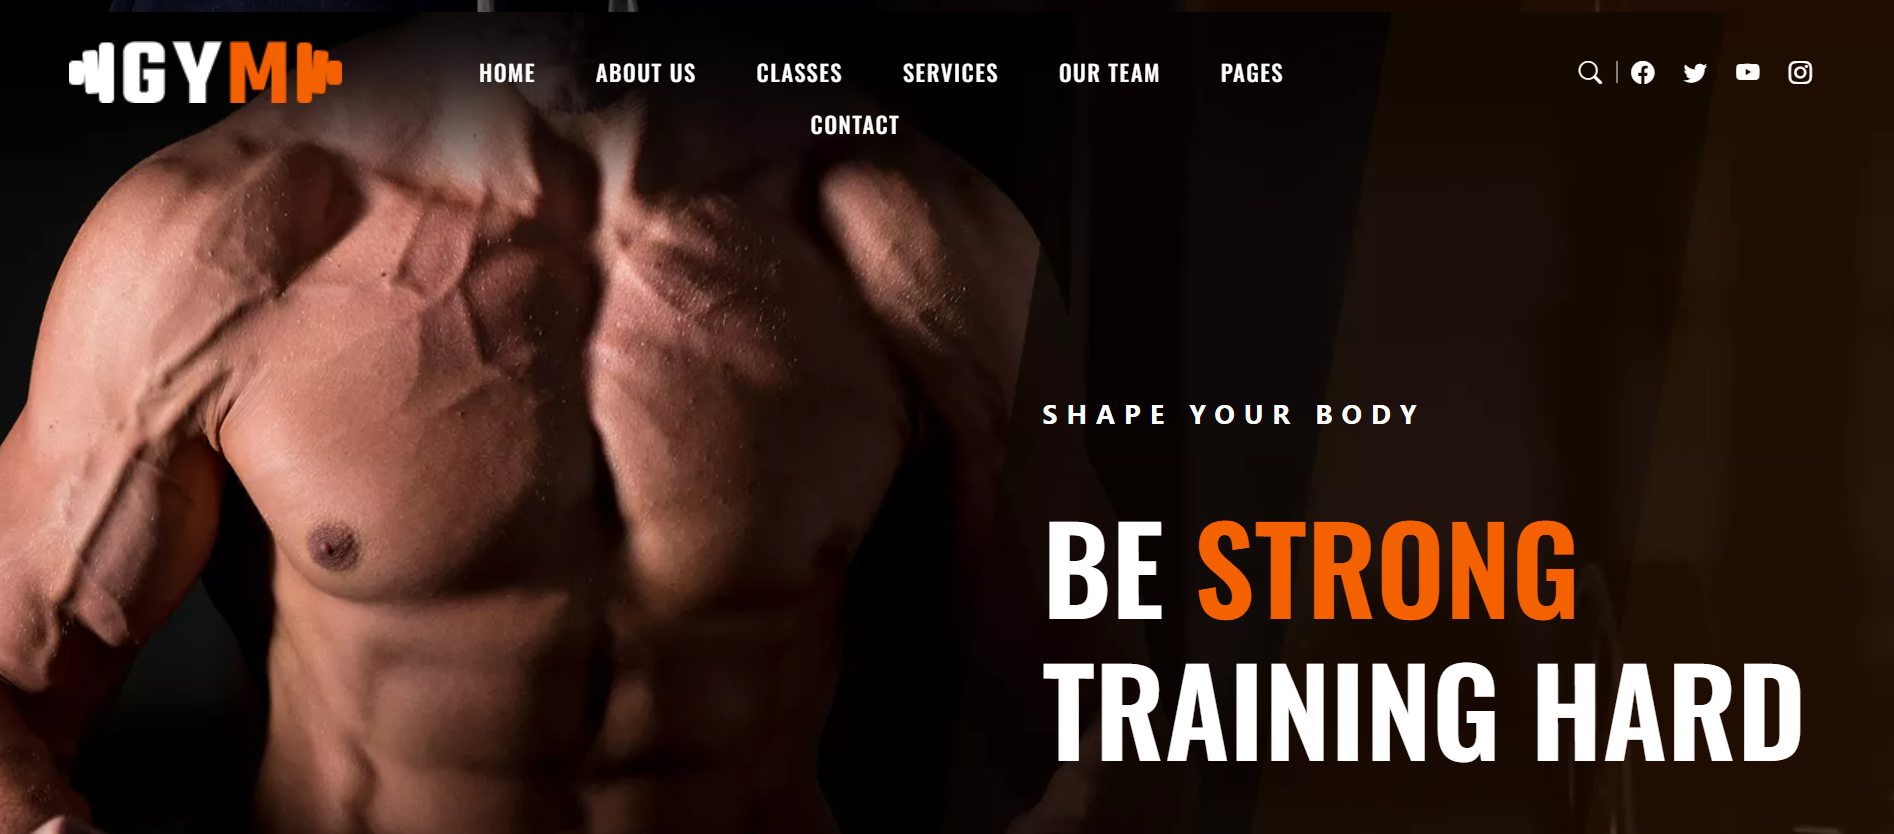 GYM
HOME ABOUT US CLASSES SERVICES OUR TEAM PAGES
CONTACT
SHAPE YOUR BODY
BE STRONG
TRAINING HARD